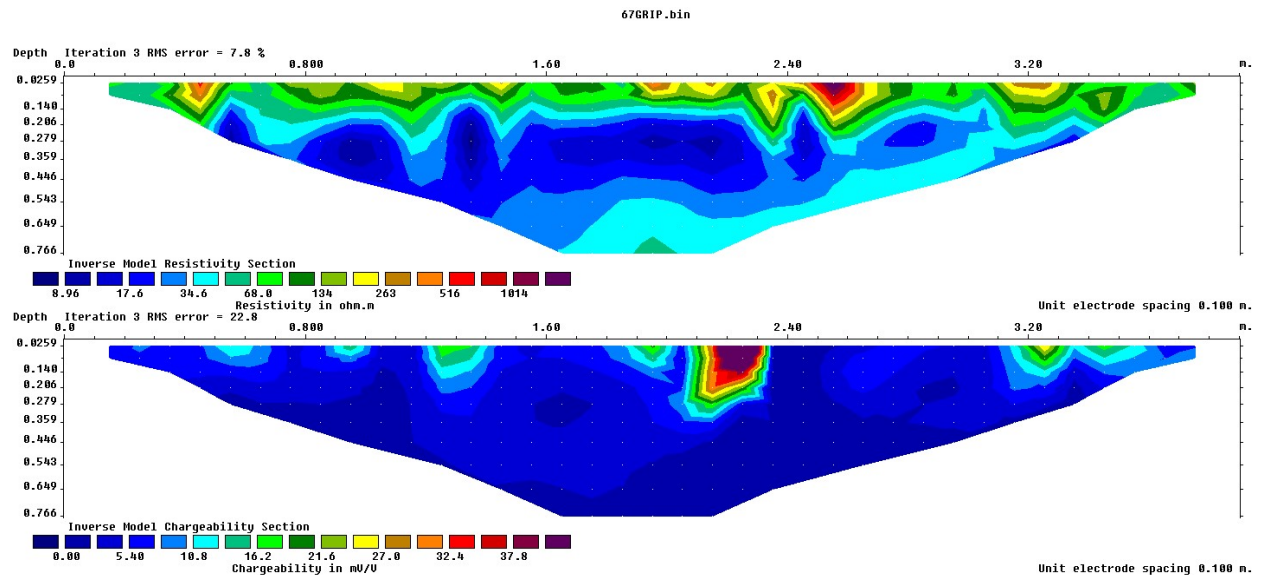 67GRIP.bin
Depth Iteration 3 RMS error = 7.8 %
0.0 0.800 1.60 2.40 3.20 m.
0.0259
0.140
0.206
0.279
0.359
0.446
0.543
0.649
0.766
Inverse Model Resistivity Section
8.96 17.6 34.6 68.0 134 263 516 1014
Resistivity in ohm.m
Unit electrode spacing 0.100 m.
Depth Iteration 3 RMS error = 22.8
0.0 0.800 1.60 2.40 3.20 m.
0.0259
0.140
0.206
0.279
0.359
0.446
0.543
0.649
0.766
Inverse Model Chargeability Section
0.00 5.40 10.8 16.2 21.6 27.0 32.4 37.8
Chargeability in mV/V
Unit electrode spacing 0.100 m.